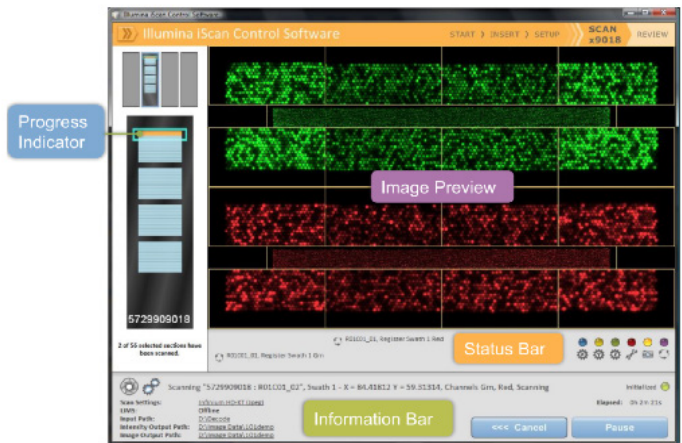 Illumina iScan Control Software
Illumina iScan Control Software
START
INSERT
SETUP
SCAN
x9018
REVIEW
Progress
Indicator
Image Preview
5729909018
2 of 56 selected sections have
been scanned.
R01C01_01, Register Swath 1 Red
R01C01_01, Register Swath 1 Grn
Status Bar
Scanning "5729909018 : R01C01_02", Swath 1 - X = 84.41812 Y = 59.31314, Channels Grn, Red, Scanning
Initialized
Scan Settings:
LIMS: Offline
Input Path: D:\Decode
Intensity Output Path:
Image Output Path:
Elapsed:
Information Bar
<<< Cancel
Pause